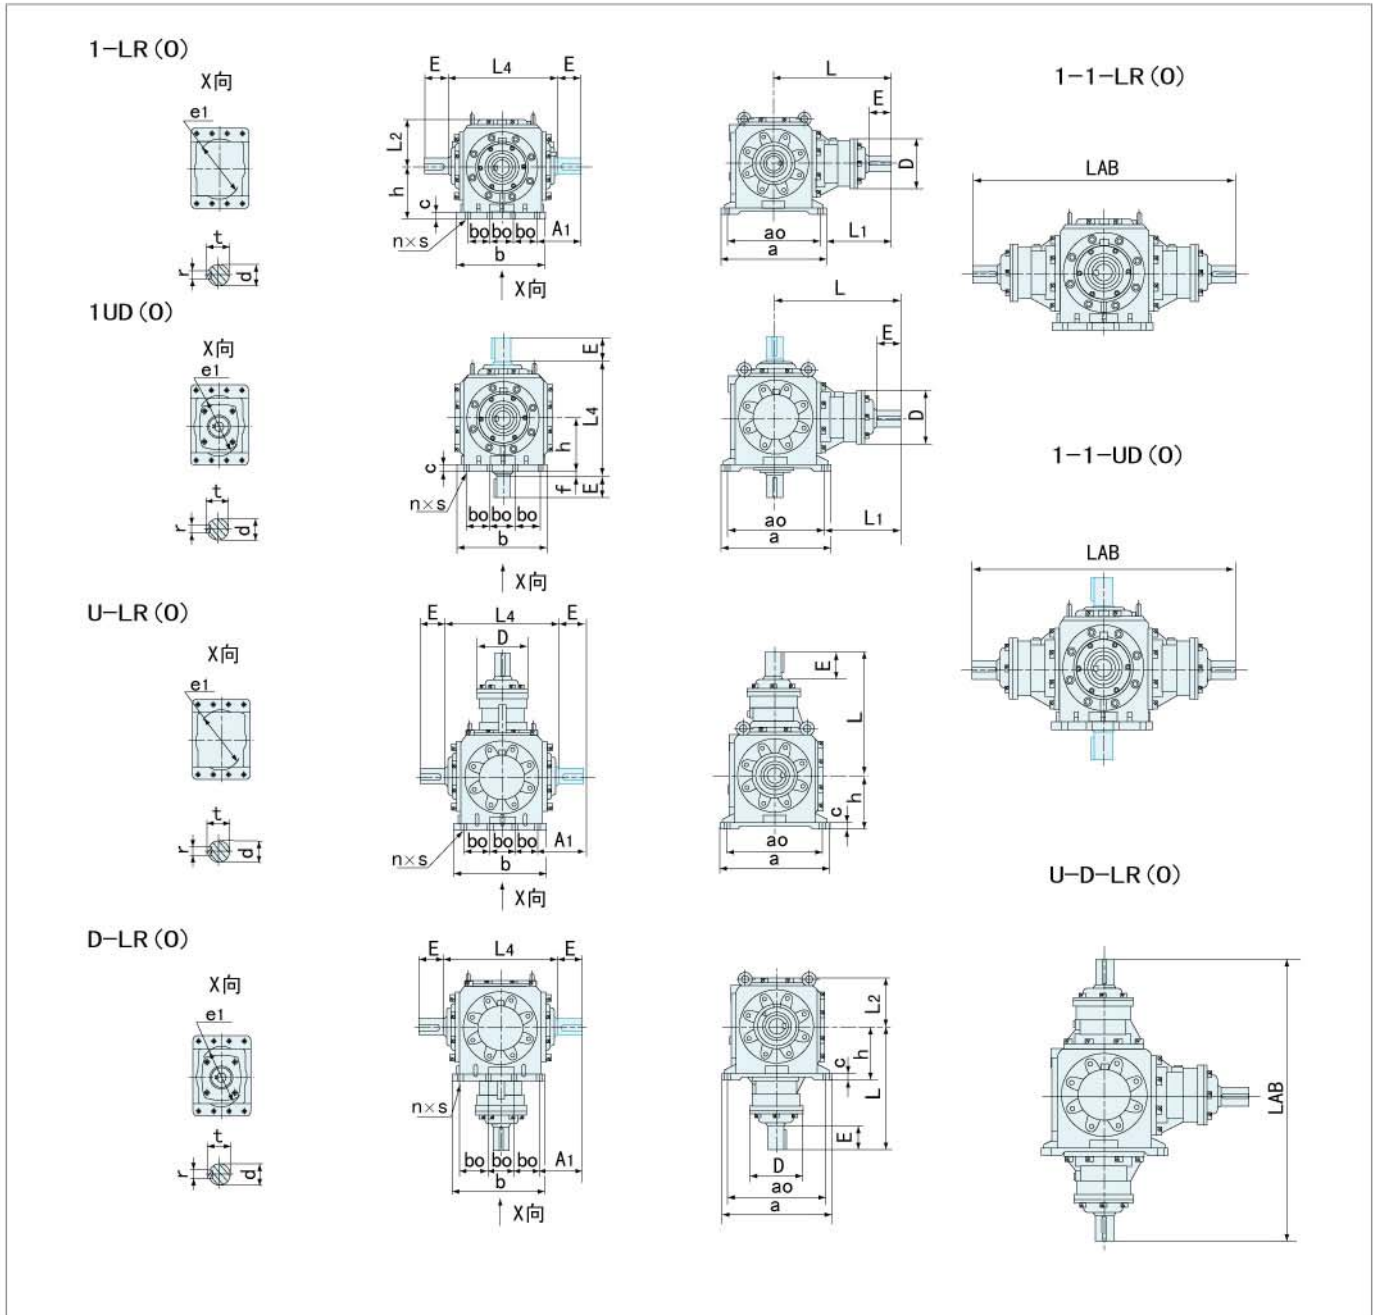 1-LR(O)
X向
e1
t
r
d
E
L4
E
L2
h
c
n×s
bo
bo
bo
A1
b
X向
L
E
D
ao
L1
a
1-1-LR(O)
LAB
1UD(O)
X向
e1
t
r
d
E
L4
h
c
f
E
n×s
bo
bo
bo
b
X向
L
E
D
ao
L1
a
1-1-UD(O)
LAB
U-LR(O)
X向
e1
t
r
d
E
L4
E
D
n×s
bo
bo
bo
A1
b
X向
E
L
h
c
ao
a
U-D-LR(O)
LAB
D-LR(O)
X向
e1
t
r
d
E
L4
E
n×s
bo
bo
bo
A1
b
X向
L2
h
c
L
E
D
ao
a